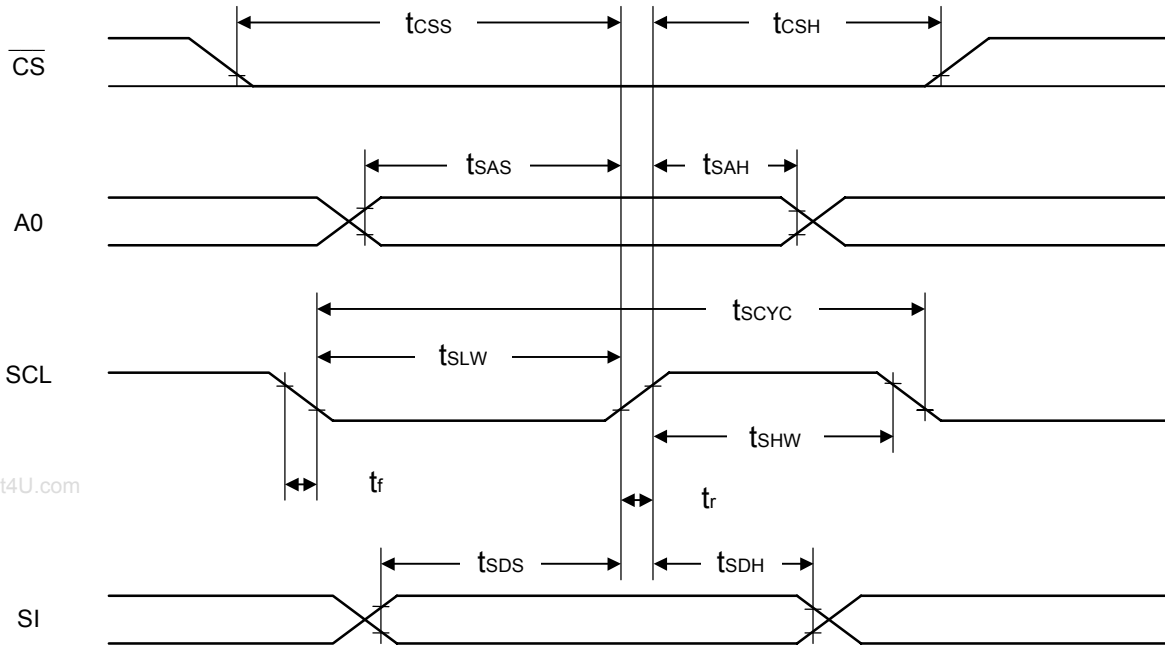 tCSS tCSH
CS
tSAS tSAH
A0
tSCYC
tSLW
SCL
tSHW
tf tr
t4U.com
tSDS tSDH
SI